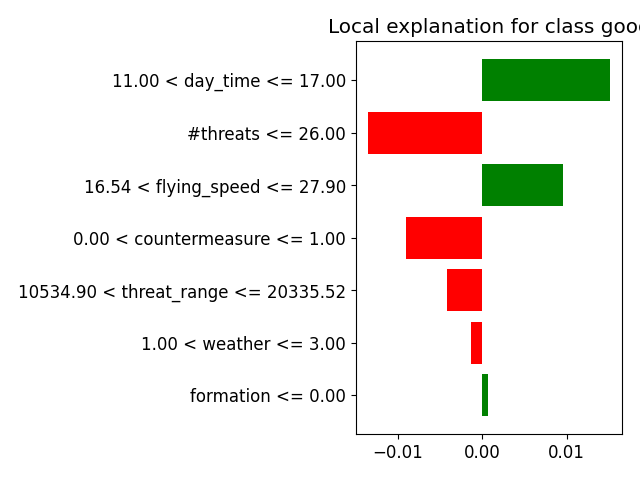 Local explanation for class goo
11.00 < day_time <= 17.00
#threats <= 26.00
16.54 < flying_speed <= 27.90
0.00 < countermeasure <= 1.00
10534.90 < threat_range <= 20335.52
1.00 < weather <= 3.00
formation <= 0.00
−0.01 0.00 0.01